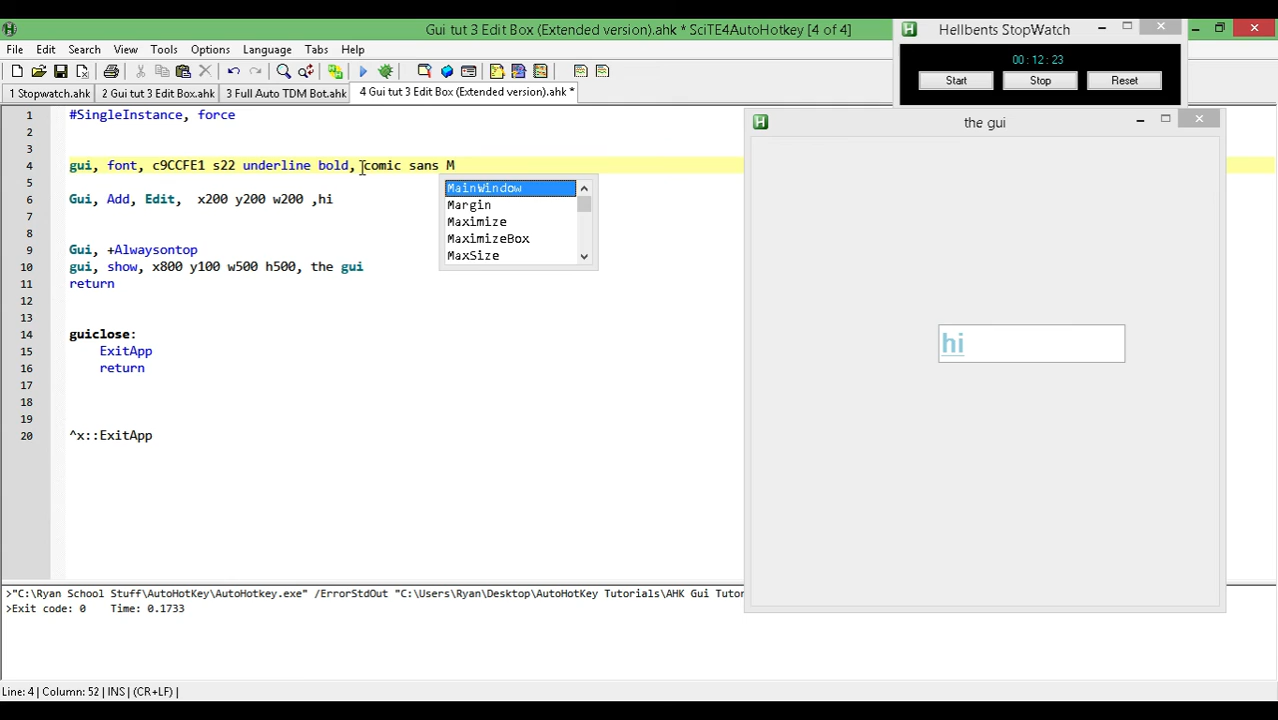 Gui tut 3 Edit Box (Extended version).ahk * SciTE4AutoHotkey [4 of 4]
File Edit Search View Tools Options Language Tabs Help
1 Stopwatch.ahk 2 Gui tut 3 Edit Box.ahk 3 Full Auto TDM Bot.ahk 4 Gui tut 3 Edit Box (Extended version).ahk *
1 #SingleInstance, force
2
3
4 gui, font, c9CCFE1 s22 underline bold, comic sans M
5
6 Gui, Add, Edit,  x200 y200 w200 ,hi
7
8
9 Gui, +Alwaysontop
10 gui, show, x800 y100 w500 h500, the gui
11 return
12
13
14 guiclose:
15 ExitApp
16 return
17
18
19
20 ^x::ExitApp
MainWindow
Margin
Maximize
MaximizeBox
MaxSize
Hellbents StopWatch
00:12:23
Start Stop Reset
the gui
hi
>"C:\Ryan School Stuff\AutoHotKey\AutoHotkey.exe" /ErrorStdOut "C:\Users\Ryan\Desktop\AutoHotKey Tutorials\AHK Gui Tutor
>Exit code: 0    Time: 0.1733
Line: 4 | Column: 52 | INS | (CR+LF) |